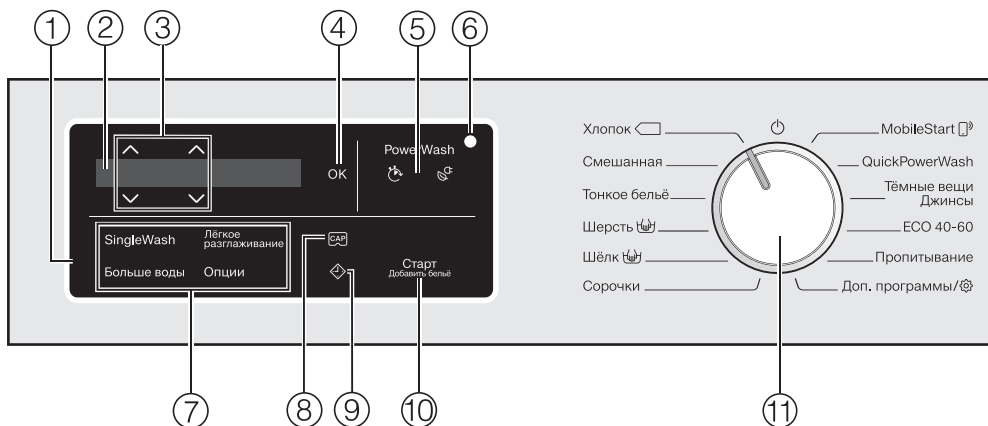 ① ② ③ ④ ⑤ ⑥
PowerWash
OK
SingleWash
Лёгкое
разглаживание
CAP
Больше воды
Опции
Старт
Добавить бельё
⑦ ⑧ ⑨ ⑩ ⑪
Хлопок
Смешанная
Тонкое бельё
Шерсть
Шёлк
Сорочки
MobileStart
QuickPowerWash
Тёмные вещи
Джинсы
ECO 40-60
Пропитывание
Доп. программы/